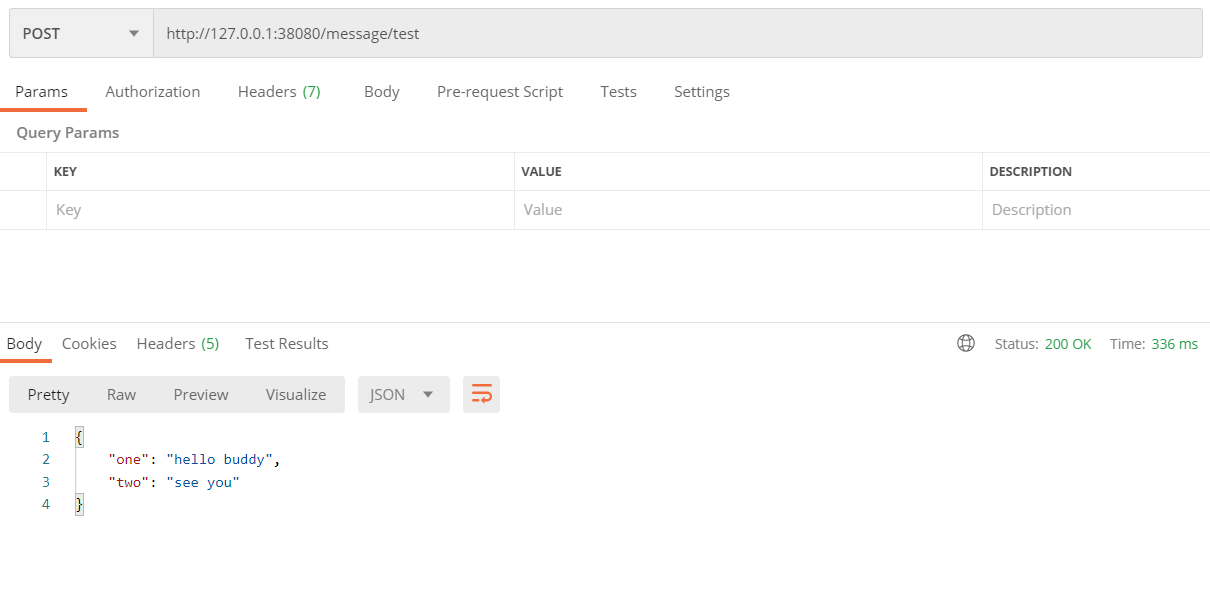 POST http://127.0.0.1:38080/message/test
Params Authorization Headers (7) Body Pre-request Script Tests Settings
Query Params
KEY VALUE DESCRIPTION
Key Value Description
Body Cookies Headers (5) Test Results Status: 200 OK Time: 336 ms
Pretty Raw Preview Visualize JSON
1 {
2 "one": "hello buddy",
3 "two": "see you"
4 }